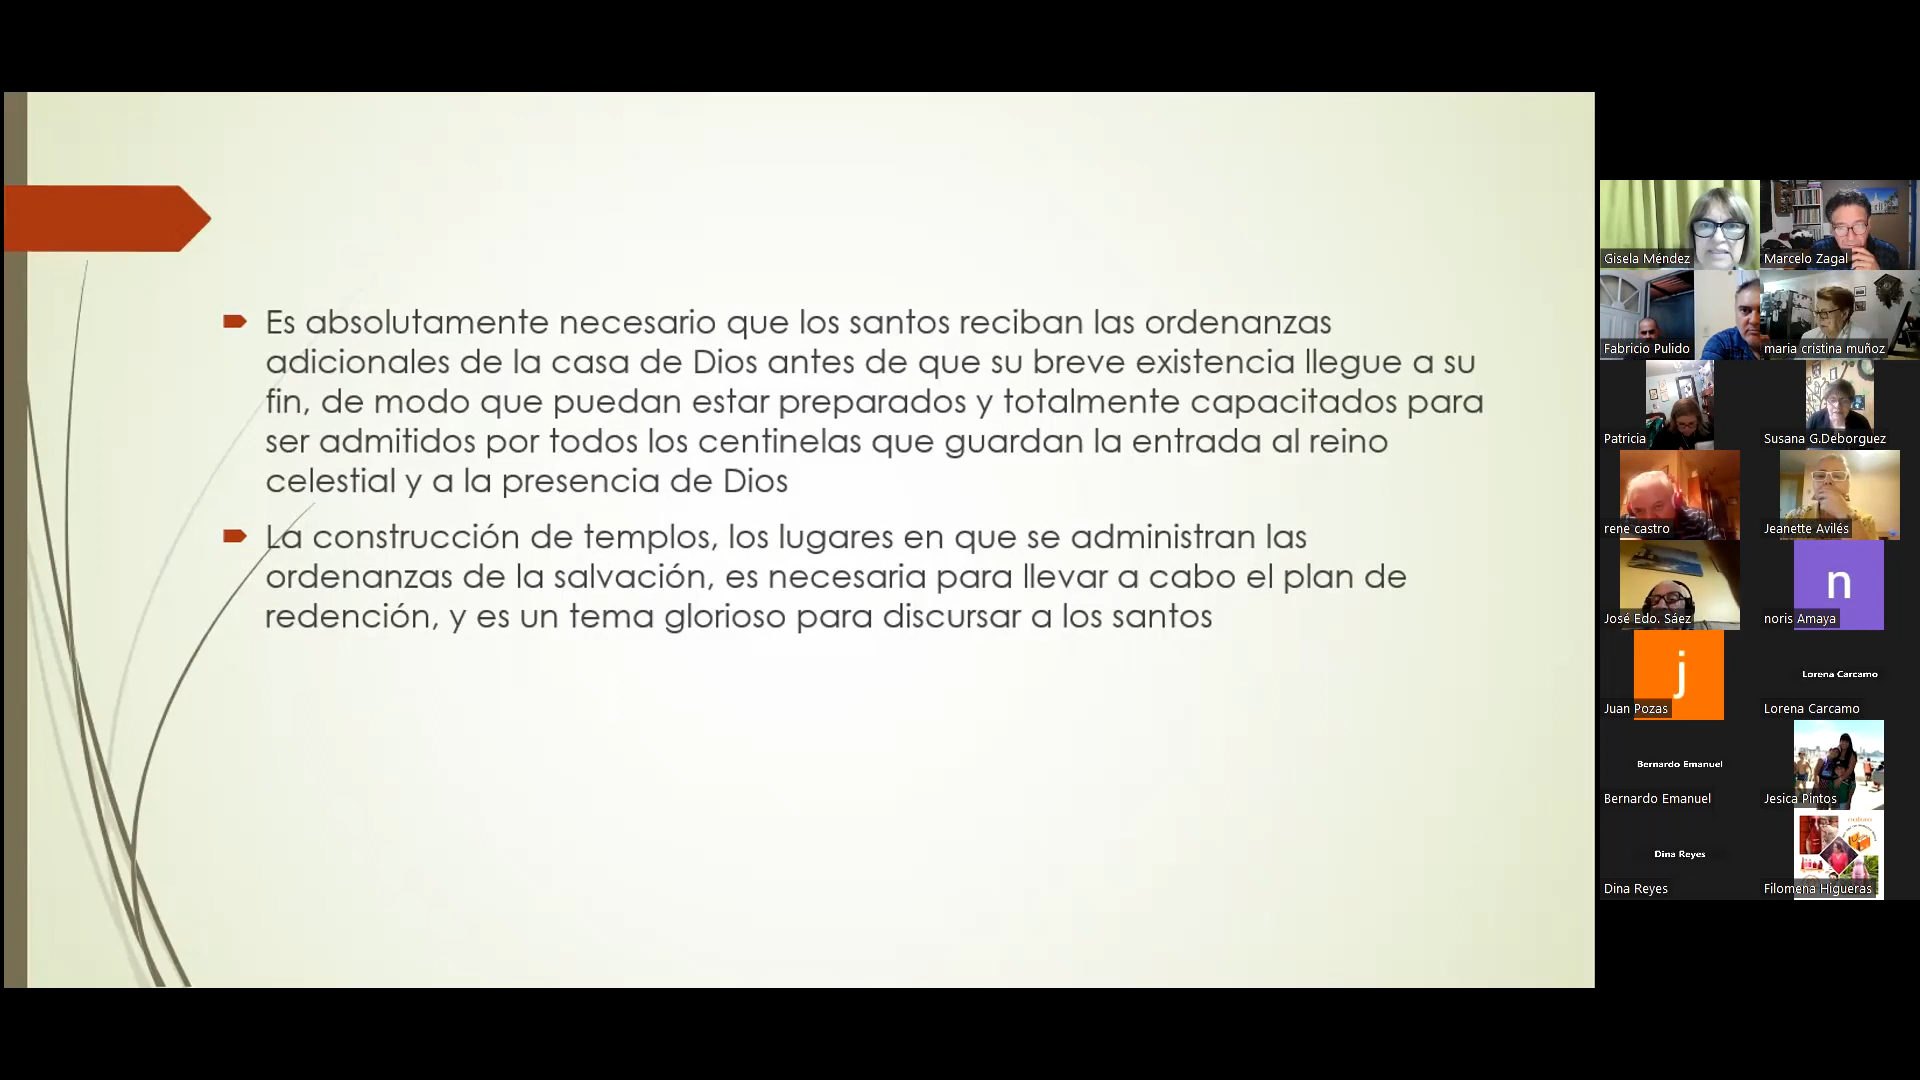 Es absolutamente necesario que los santos reciban las ordenanzas
adicionales de la casa de Dios antes de que su breve existencia llegue a su
fin, de modo que puedan estar preparados y totalmente capacitados para
ser admitidos por todos los centinelas que guardan la entrada al reino
celestial y a la presencia de Dios
La construcción de templos, los lugares en que se administran las
ordenanzas de la salvación, es necesaria para llevar a cabo el plan de
redención, y es un tema glorioso para discursar a los santos
Gisela Méndez
Marcelo Zagal
Fabricio Pulido
maria cristina muñoz
Patricia
Susana G.Deborguez
rene castro
Jeanette Avilés
José Edo. Sáez
n
noris Amaya
j
Juan Pozas
Lorena Carcamo
Lorena Carcamo
Bernardo Emanuel
Bernardo Emanuel
Jesica Pintos
Dina Reyes
Dina Reyes
Filomena Higueras